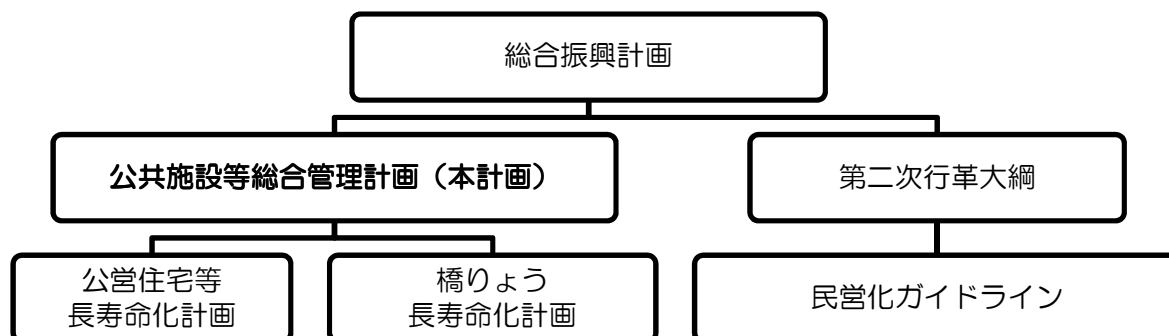 総合振興計画
公共施設等総合管理計画（本計画）
第二次行革大綱
公営住宅等
長寿命化計画
橋りょう
長寿命化計画
民営化ガイドライン